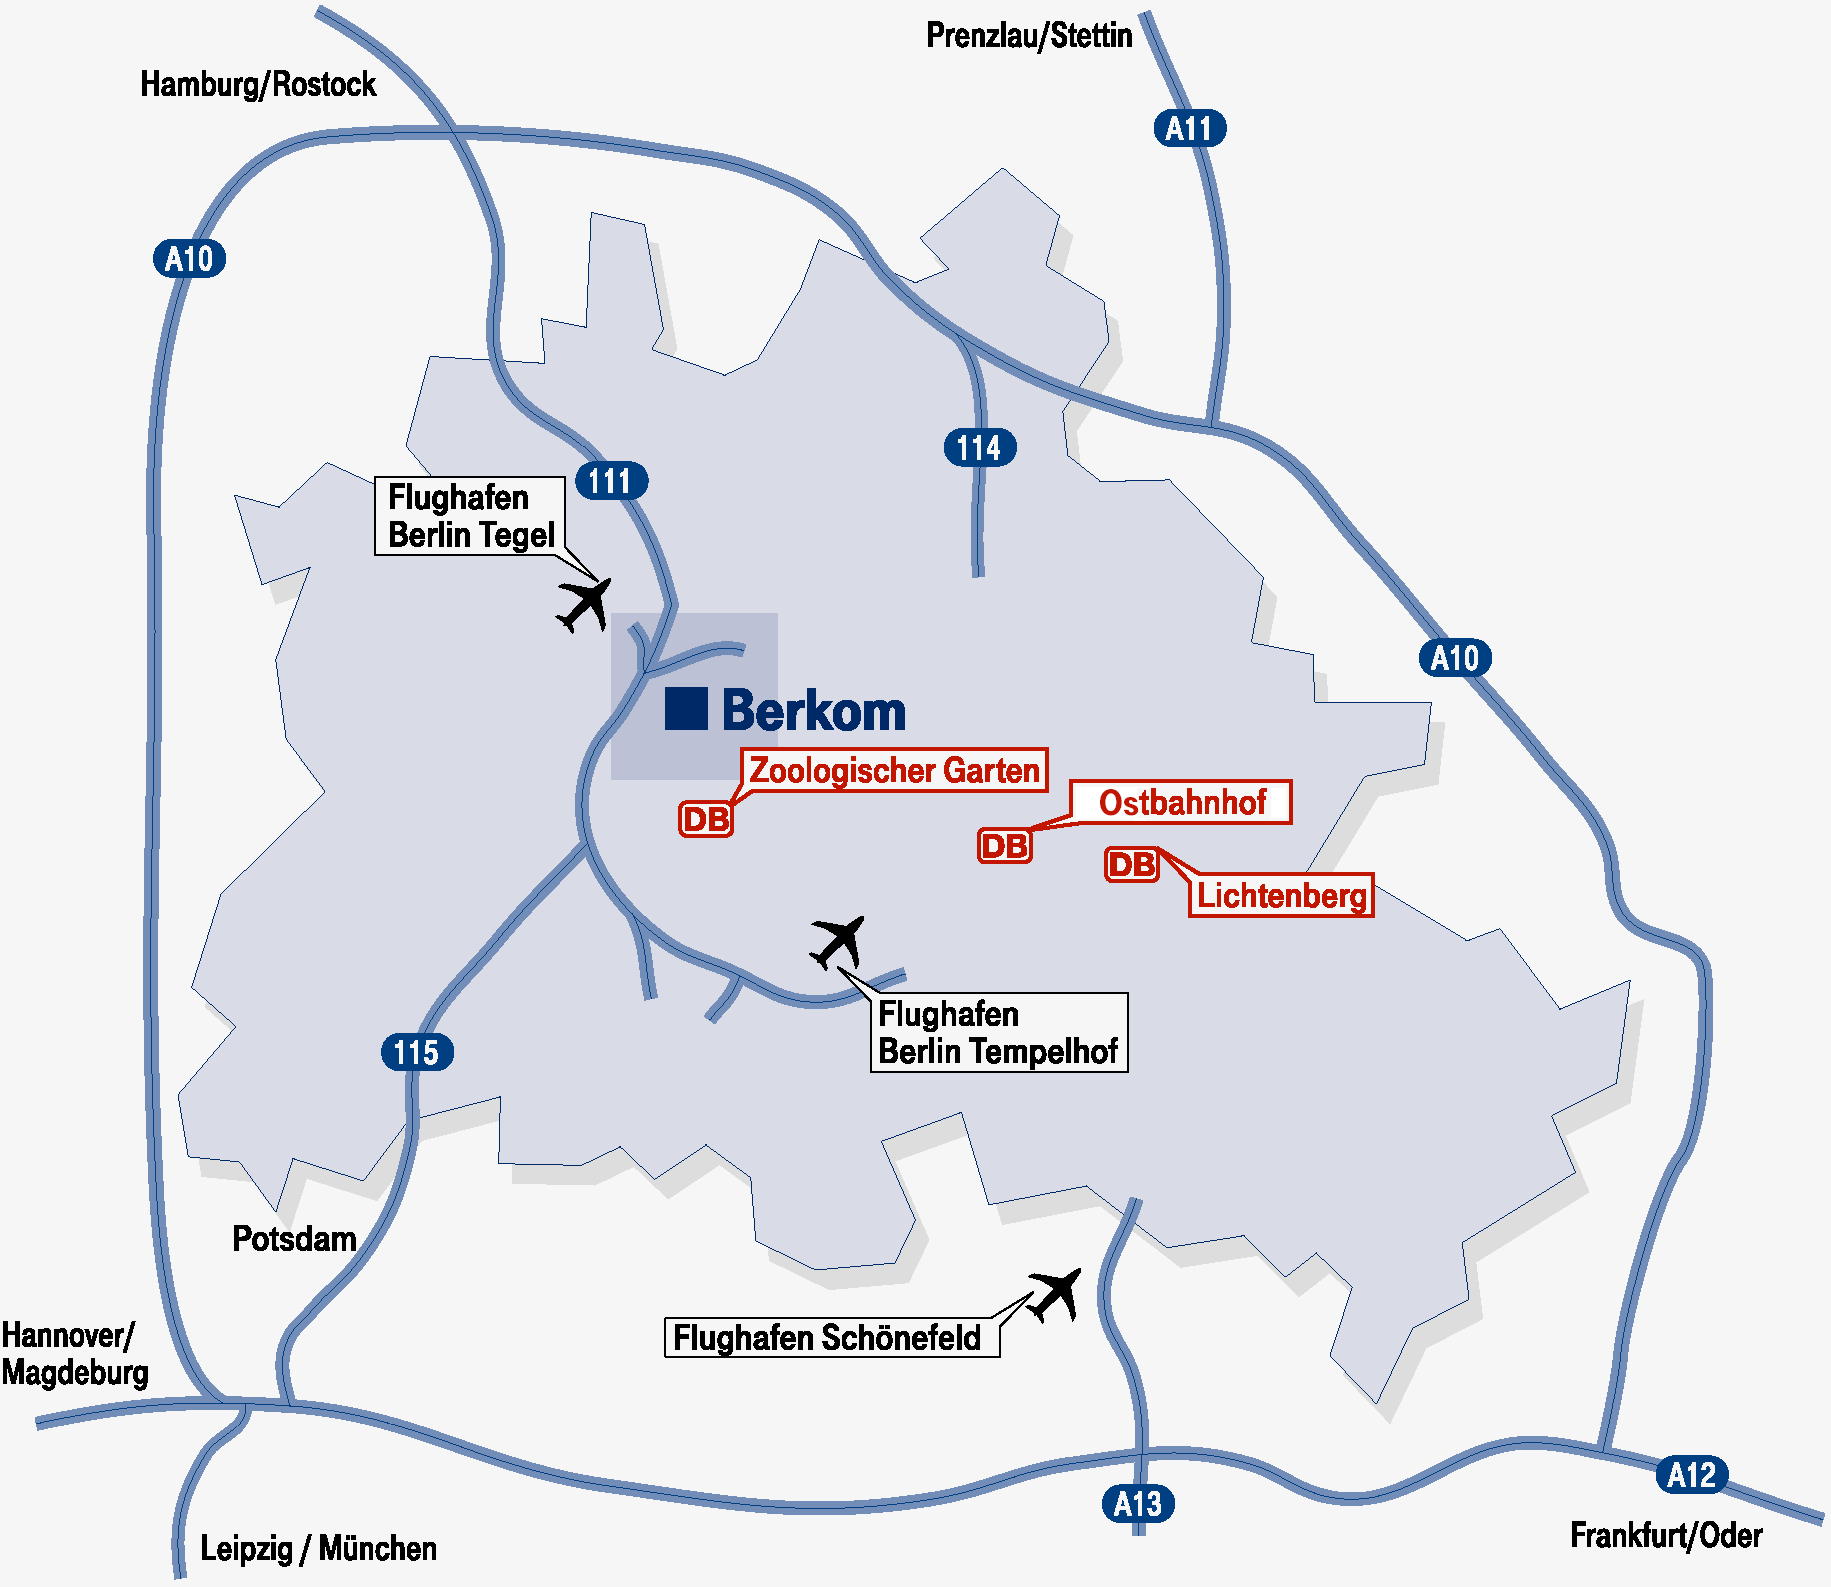 Prenzlau/Stettin
Hamburg/Rostock
A11
A10
114
111
Flughafen
Berlin Tegel
A10
Berkom
Zoologischer Garten
DB
Ostbahnhof
DB
DB
Lichtenberg
Flughafen
Berlin Tempelhof
115
Potsdam
Hannover/
Magdeburg
Flughafen Schönefeld
A12
A13
Frankfurt/Oder
Leipzig / München